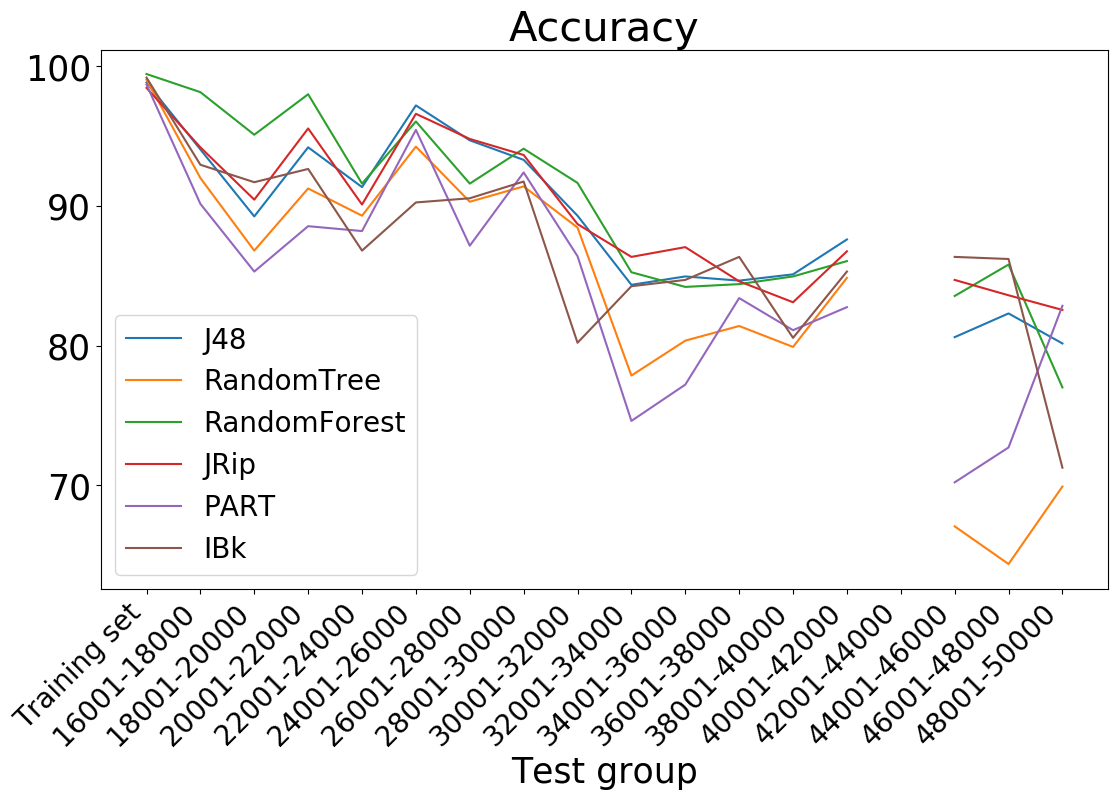 Accuracy
100
90
80
70
J48
RandomTree
RandomForest
JRip
PART
IBk
Training set
16001-18000
18001-20000
20001-22000
22001-24000
24001-26000
26001-28000
28001-30000
30001-32000
32001-34000
34001-36000
36001-38000
38001-40000
40001-42000
42001-44000
44001-46000
46001-48000
48001-50000
Test group